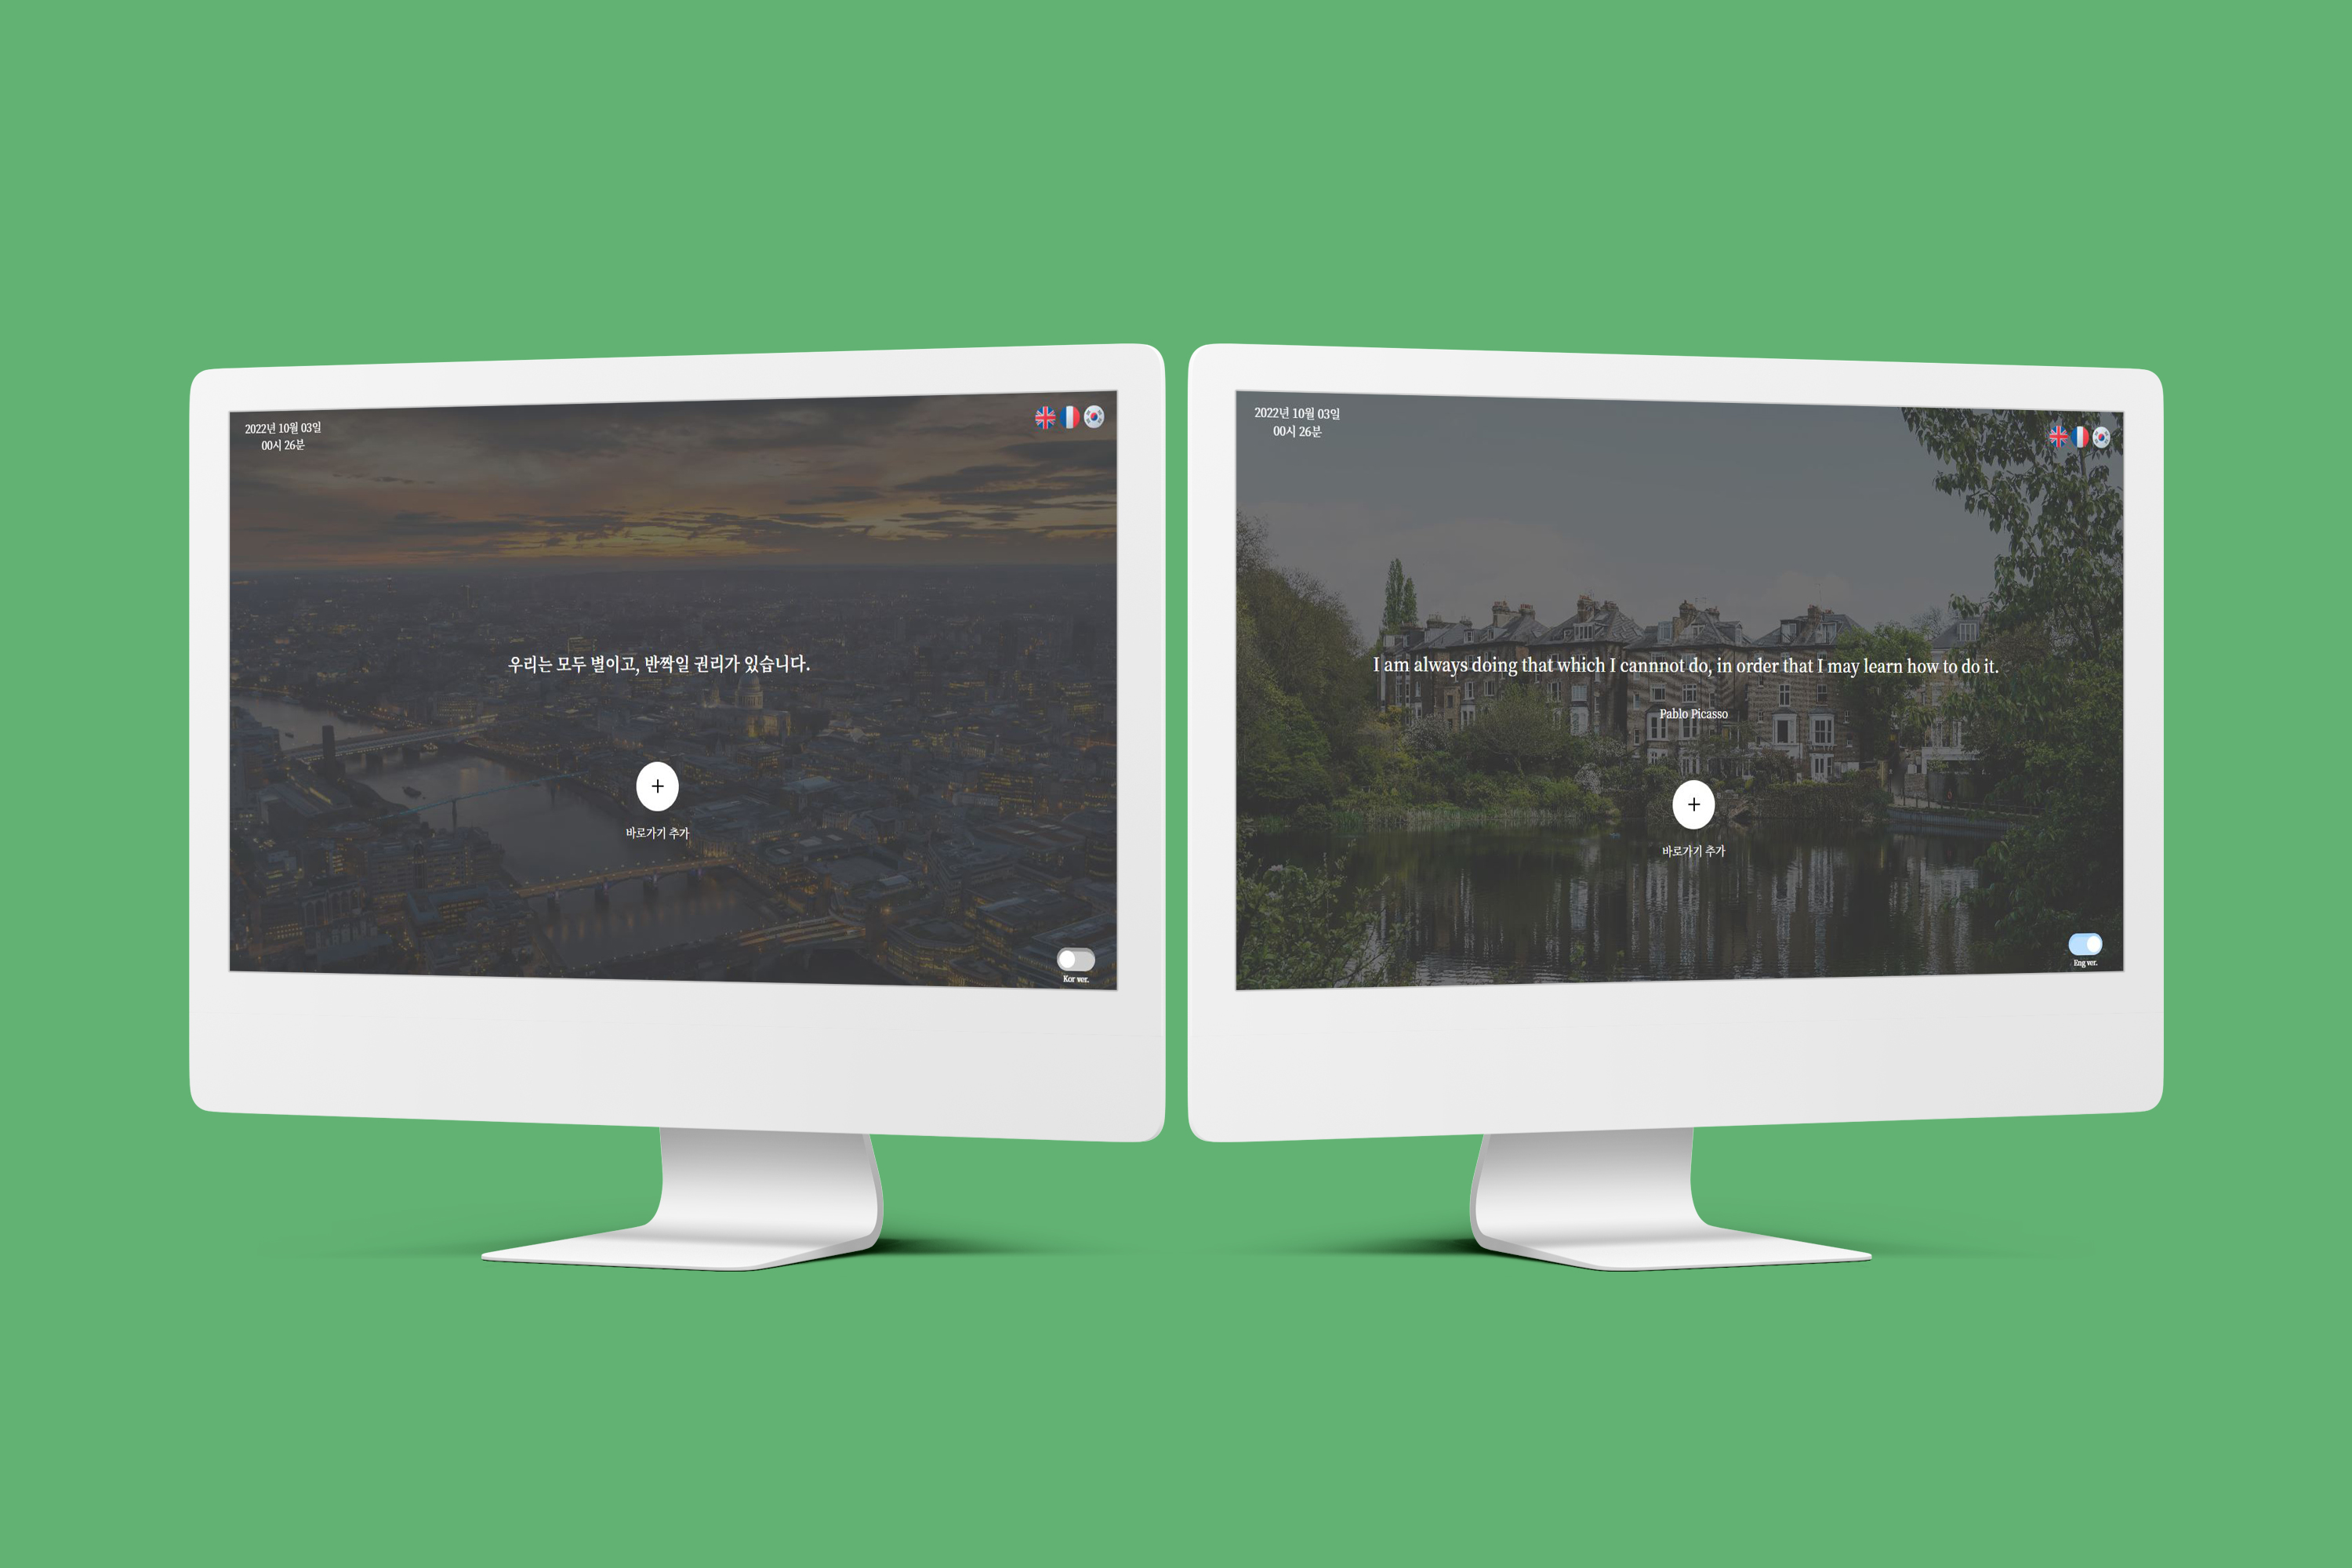 2022년 10월 03일
00시 26분
우리는 모두 별이고, 반짝일 권리가 있습니다.
+
바로가기 추가
Kor ver.
2022년 10월 03일
00시 26분
I am always doing that which I cannnot do, in order that I may learn how to do it.
Pablo Picasso
+
바로가기 추가
Eng ver.